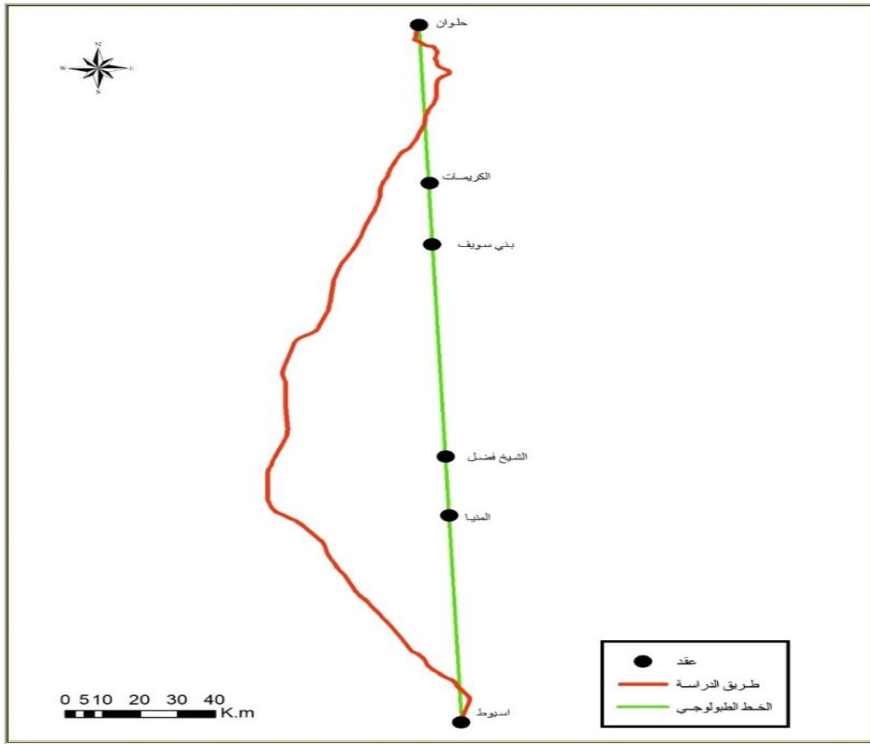 حلوان
N
W E
S
الكريمات
بني سويف
الشيخ فضل
المنيا
عقد
طريق الدراسة
الخط الطبولوجي
0 5 10 20 30 40
K.m
اسيوط